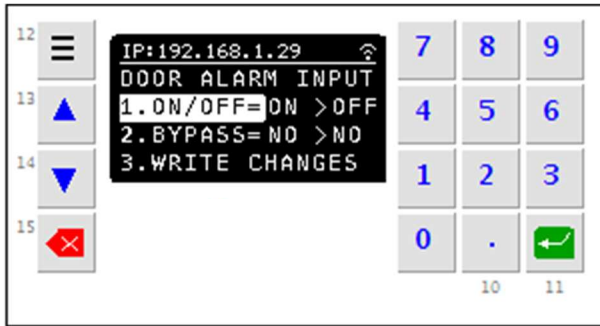 12
IP:192.168.1.29
DOOR ALARM INPUT
1.ON/OFF=ON >OFF
2.BYPASS=NO >NO
3.WRITE CHANGES
13
14
15
7 8 9
4 5 6
1 2 3
0 .
10 11